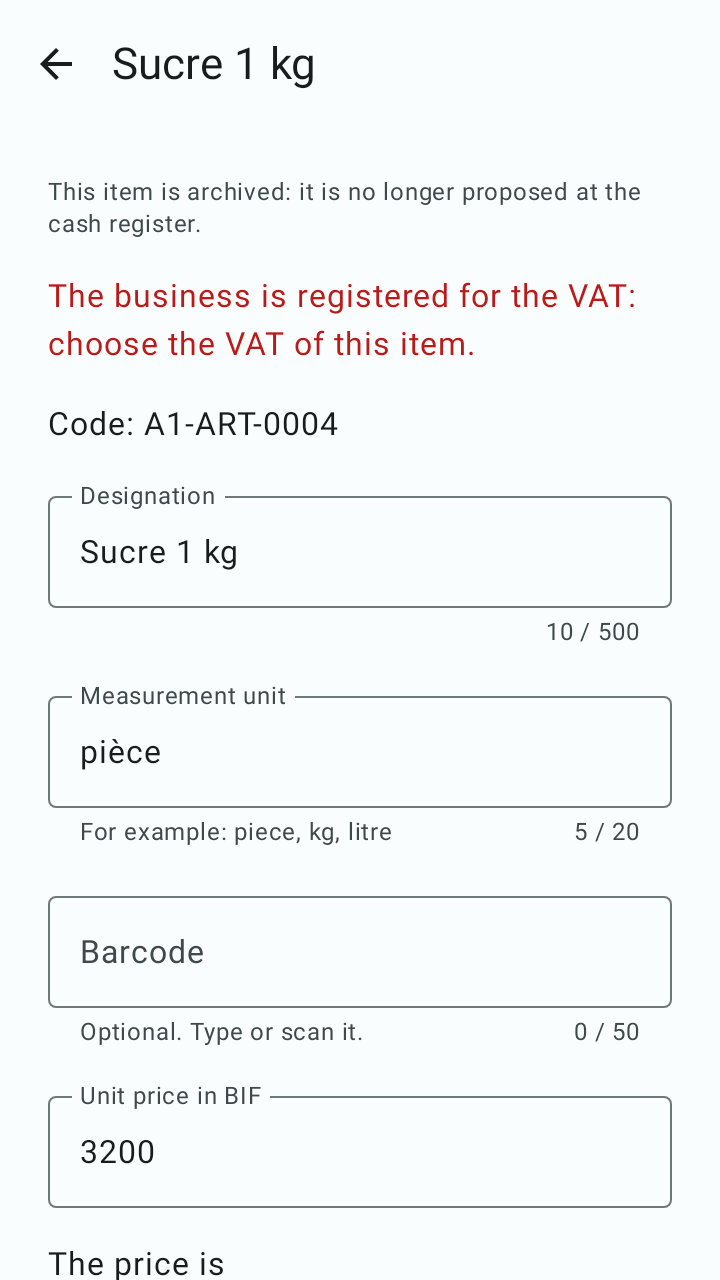 Sucre 1 kg
This item is archived: it is no longer proposed at the
cash register.
The business is registered for the VAT:
choose the VAT of this item.
Code: A1-ART-0004
Designation
Sucre 1 kg
10 / 500
Measurement unit
pièce
For example: piece, kg, litre
5 / 20
Barcode
Optional. Type or scan it.
0 / 50
Unit price in BIF
3200
The price is